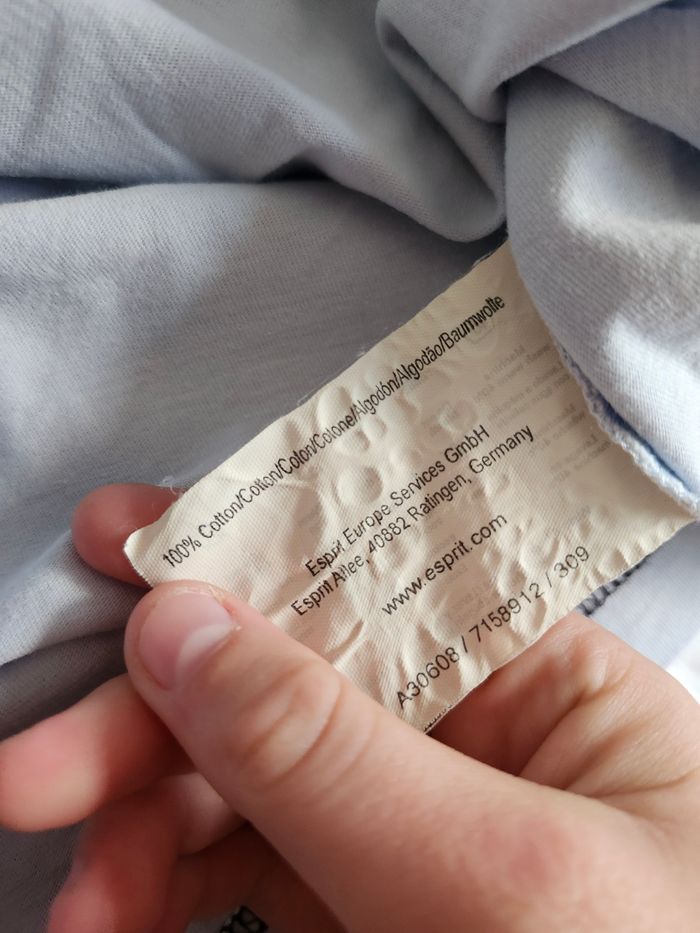 100% Cotton/Cotton/Coton/Cotone/Algodón/Algodão/Baumwolle
Esprit Europe Services GmbH
Esprit Allee, 40882 Ratingen, Germany
www.esprit.com
A30608 / 7158912 / 309